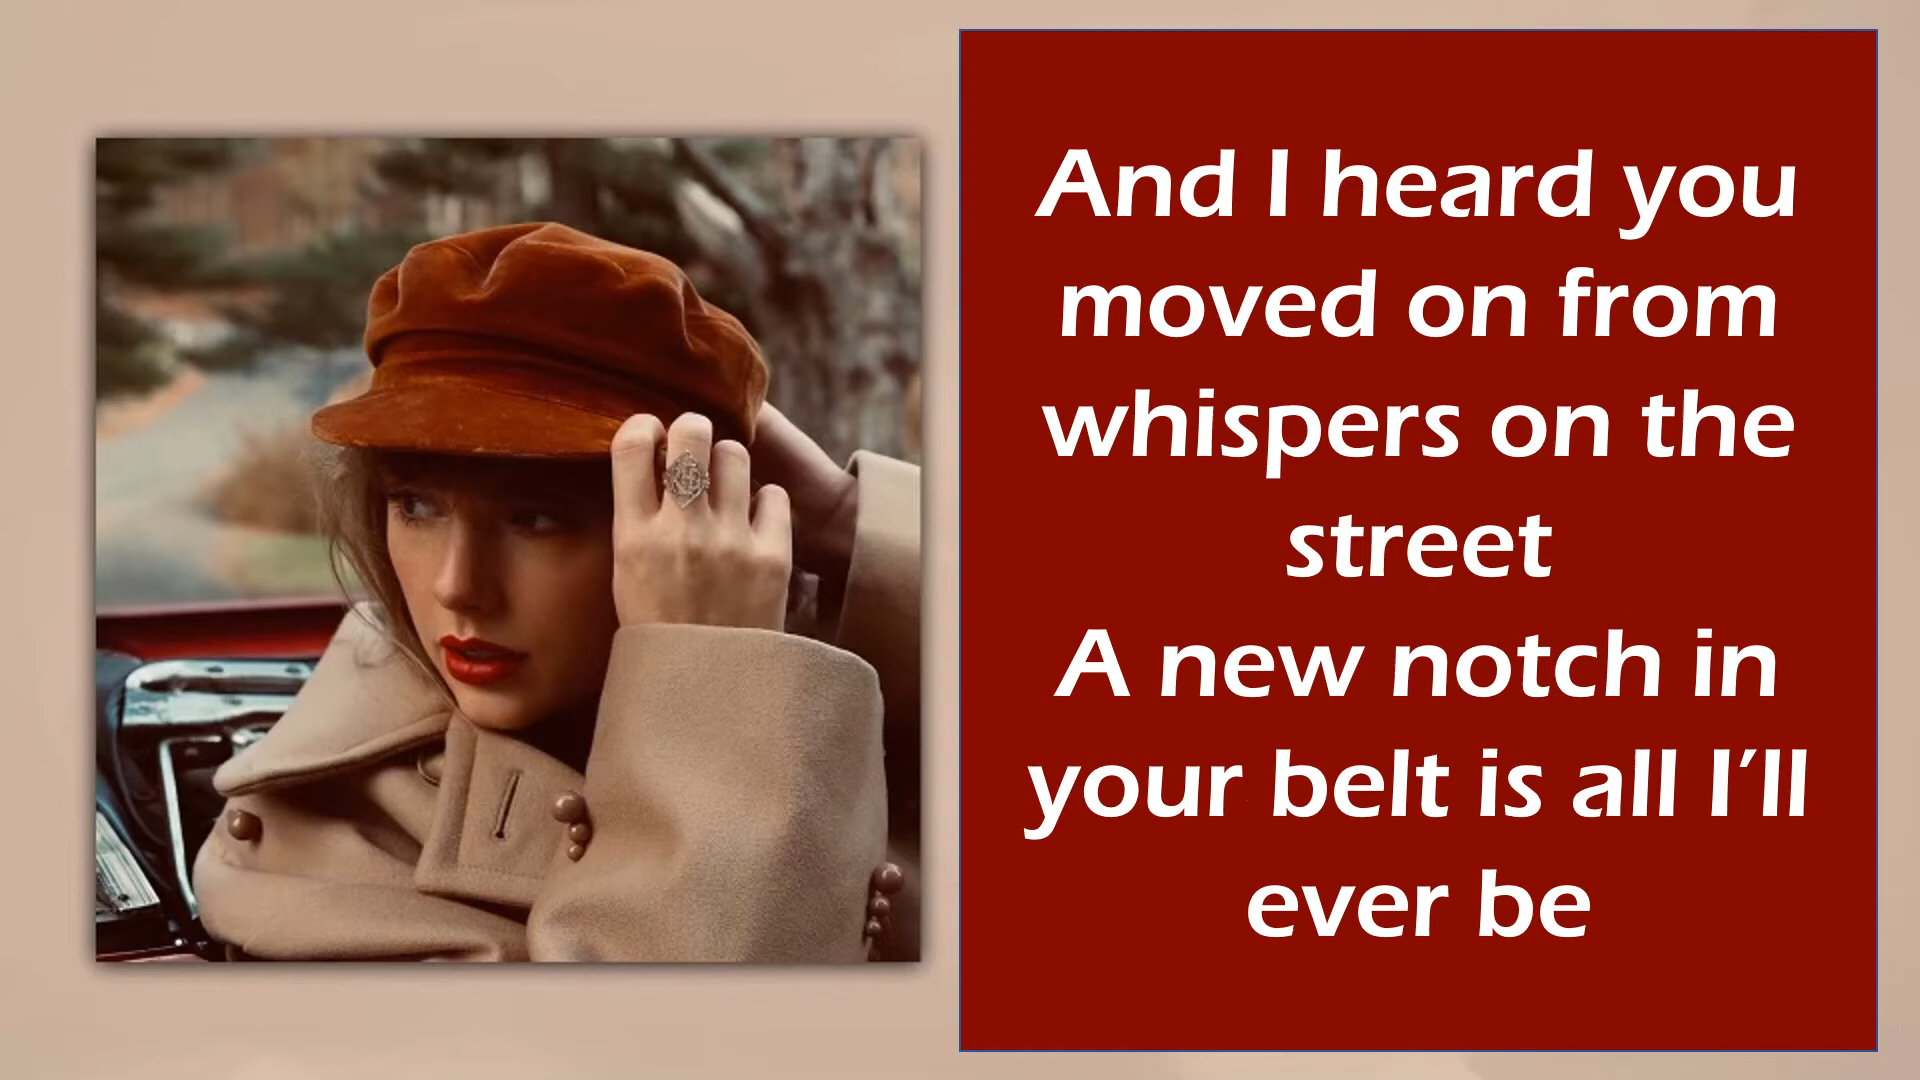 And I heard you
moved on from
whispers on the
street
A new notch in
your belt is all I'll
ever be